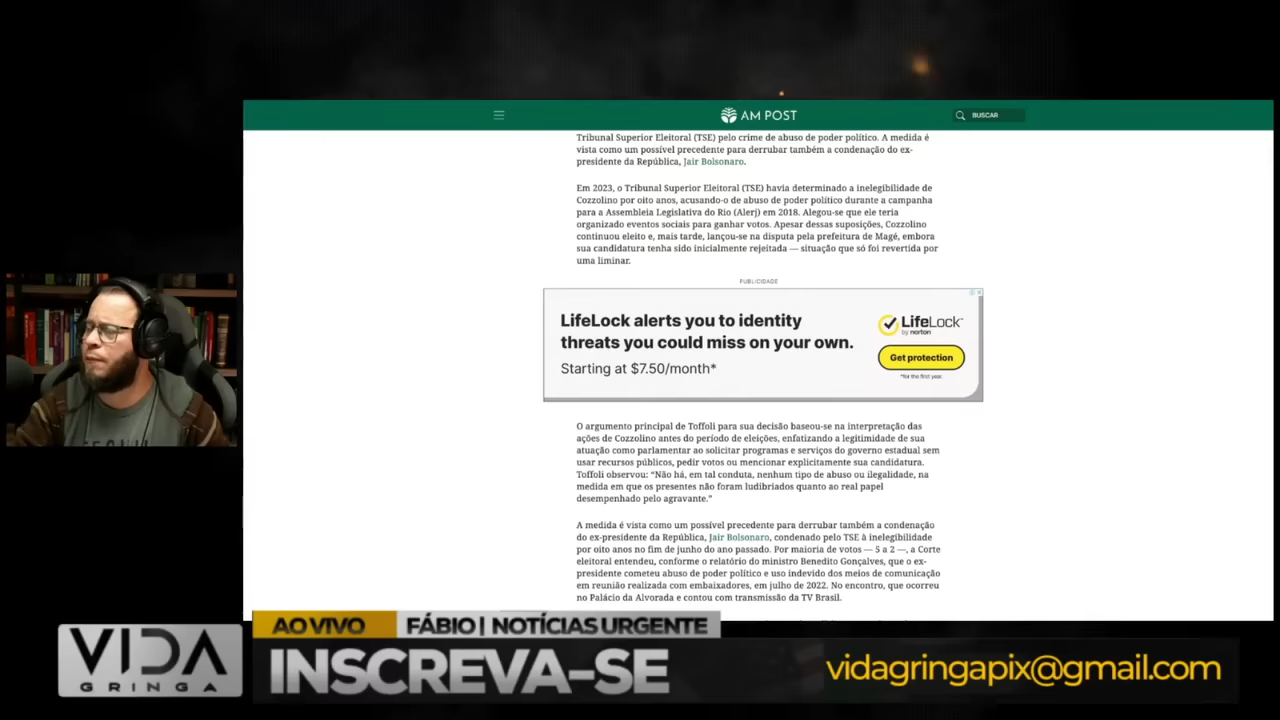 AM POST
BUSCAR
Tribunal Superior Eleitoral (TSE) pelo crime de abuso de poder político. A medida é
vista como um possível precedente para derrubar também a condenação do ex-
presidente da República, Jair Bolsonaro.
Em 2023, o Tribunal Superior Eleitoral (TSE) havia determinado a inelegibilidade de
Cozzolino por oito anos, acusando-o de abuso de poder político durante a campanha
para a Assembleia Legislativa do Rio (Alerj) em 2018. Alegou-se que ele teria
organizado eventos sociais para ganhar votos. Apesar dessas suposições, Cozzolino
continuou eleito e, mais tarde, lançou-se na disputa pela prefeitura de Magé, embora
sua candidatura tenha sido inicialmente rejeitada — situação que só foi revertida por
uma liminar.
PUBLICIDADE
LifeLock alerts you to identity
threats you could miss on your own.
Starting at $7.50/month*
LifeLock
by norton
Get protection
*for the first year.
O argumento principal de Toffoli para sua decisão baseou-se na interpretação das
ações de Cozzolino antes do período de eleições, enfatizando a legitimidade de sua
atuação como parlamentar ao solicitar programas e serviços do governo estadual sem
usar recursos públicos, pedir votos ou mencionar explicitamente sua candidatura.
Toffoli observou: “Não há, em tal conduta, nenhum tipo de abuso ou ilegalidade, na
medida em que os presentes não foram ludibriados quanto ao real papel
desempenhado pelo agravante.”
A medida é vista como um possível precedente para derrubar também a condenação
do ex-presidente da República, Jair Bolsonaro, condenado pelo TSE à inelegibilidade
por oito anos no fim de junho do ano passado. Por maioria de votos — 5 a 2 —, a Corte
eleitoral entendeu, conforme o relatório do ministro Benedito Gonçalves, que o ex-
presidente cometeu abuso de poder político e uso indevido dos meios de comunicação
em reunião realizada com embaixadores, em julho de 2022. No encontro, que ocorreu
no Palácio da Alvorada e contou com transmissão da TV Brasil.
AO VIVO
FÁBIO | NOTÍCIAS URGENTE
VIDA
GRINGA
INSCREVA-SE
vidagringapix@gmail.com